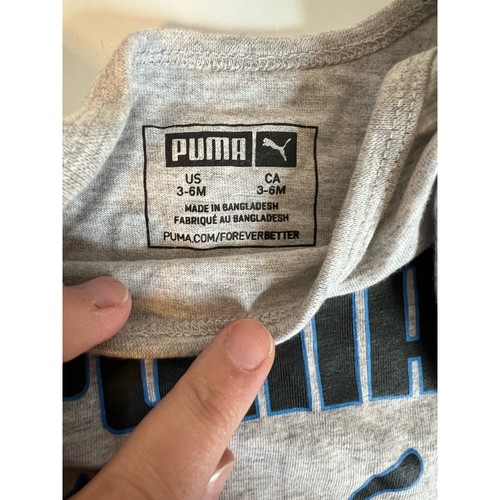 PUMA
US CA
3-6M 3-6M
MADE IN BANGLADESH
FABRIQUÉ AU BANGLADESH
PUMA.COM/FOREVERBETTER